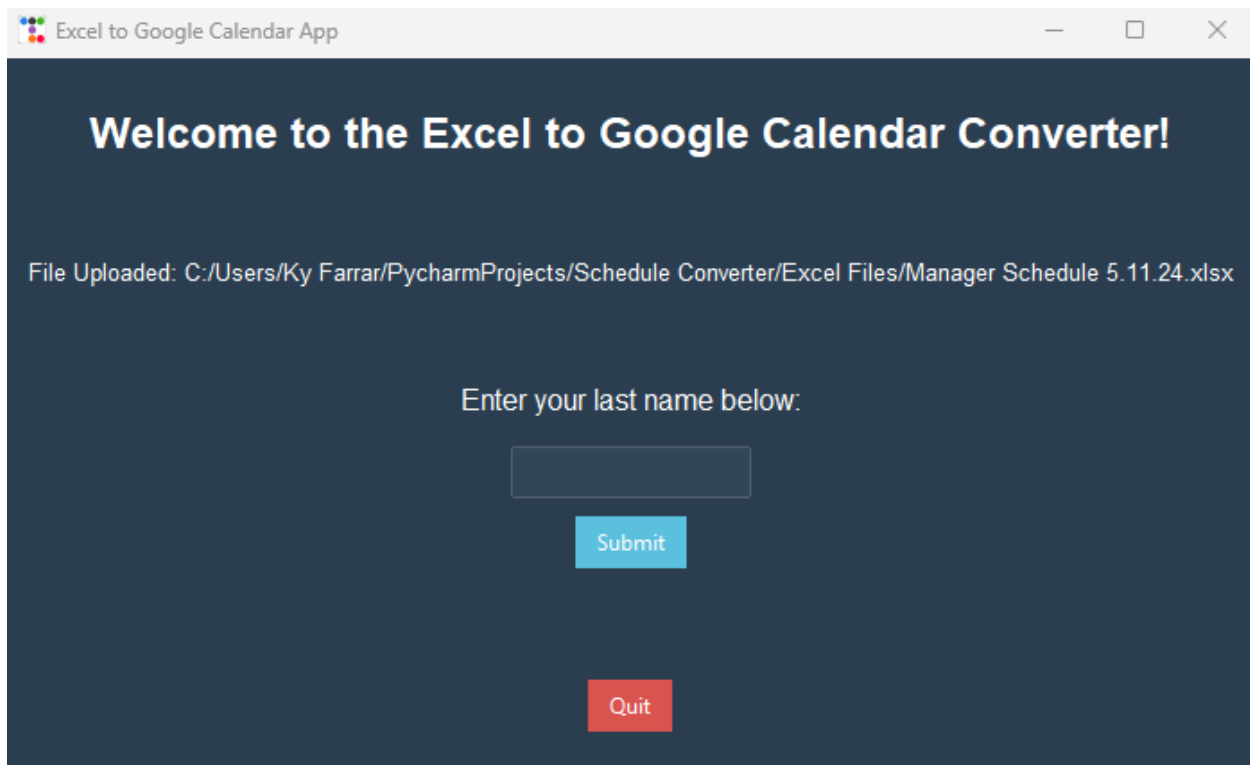 Excel to Google Calendar App
Welcome to the Excel to Google Calendar Converter!
File Uploaded: C:/Users/Ky Farrar/PycharmProjects/Schedule Converter/Excel Files/Manager Schedule 5.11.24.xlsx
Enter your last name below:
Submit
Quit